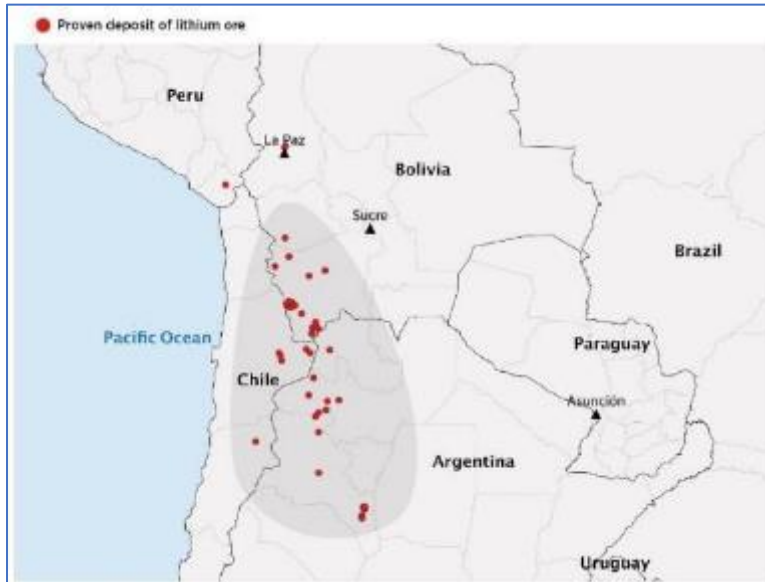 Proven deposit of lithium ore
Peru
La Paz
Bolivia
Sucre
Brazil
Pacific Ocean
Paraguay
Chile
Asunción
Argentina
Uruguay